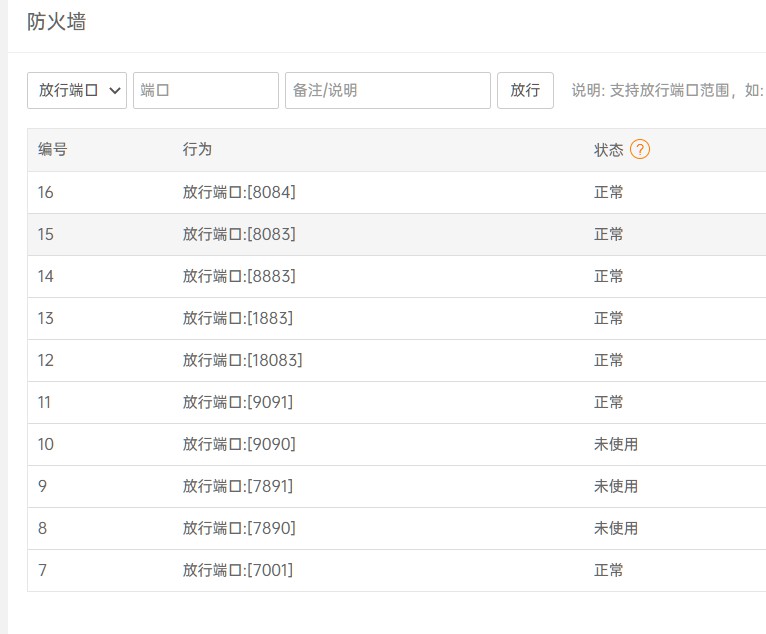 防火墙
放行端口 端口 备注/说明 放行 说明: 支持放行端口范围，如:
编号 行为 状态 ?
16 放行端口:[8084] 正常
15 放行端口:[8083] 正常
14 放行端口:[8883] 正常
13 放行端口:[1883] 正常
12 放行端口:[18083] 正常
11 放行端口:[9091] 正常
10 放行端口:[9090] 未使用
9 放行端口:[7891] 未使用
8 放行端口:[7890] 未使用
7 放行端口:[7001] 正常